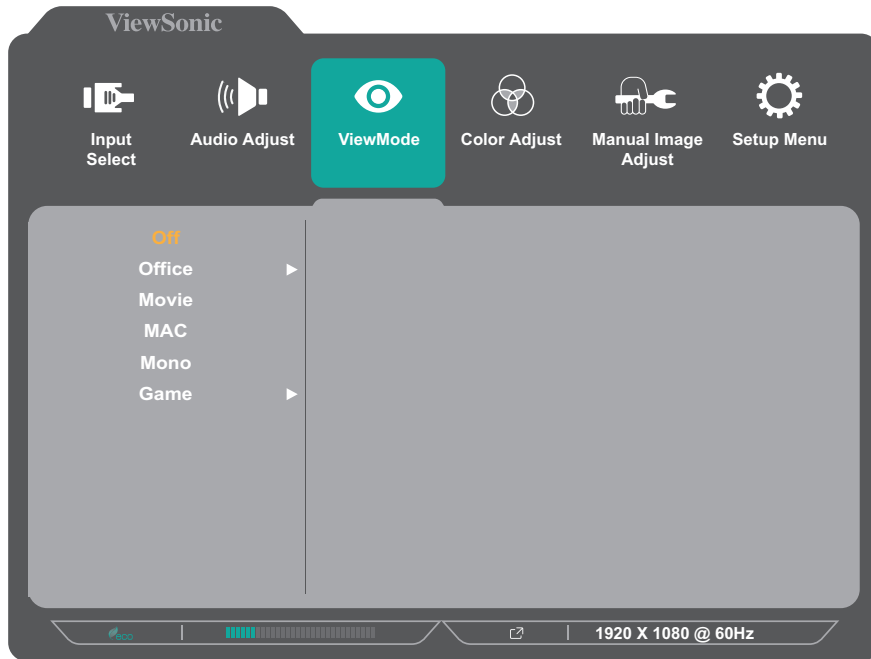 ViewSonic
Input
Select
Audio Adjust
ViewMode
Color Adjust
Manual Image
Adjust
Setup Menu
Off
Office
Movie
MAC
Mono
Game
eco
1920 X 1080 @ 60Hz